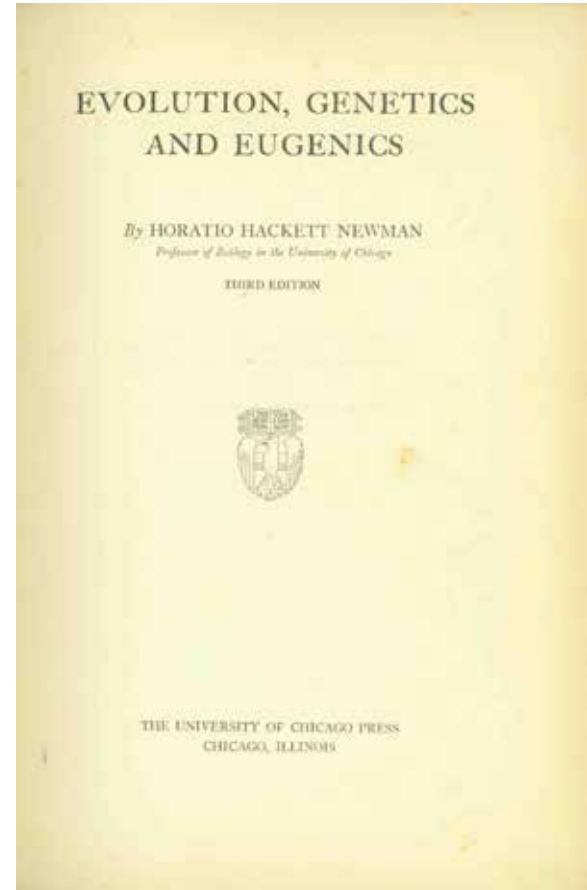 EVOLUTION, GENETICS
AND EUGENICS
By HORATIO HACKETT NEWMAN
Professor of Zoölogy in the University of Chicago
THIRD EDITION
THE UNIVERSITY OF CHICAGO PRESS
CHICAGO, ILLINOIS